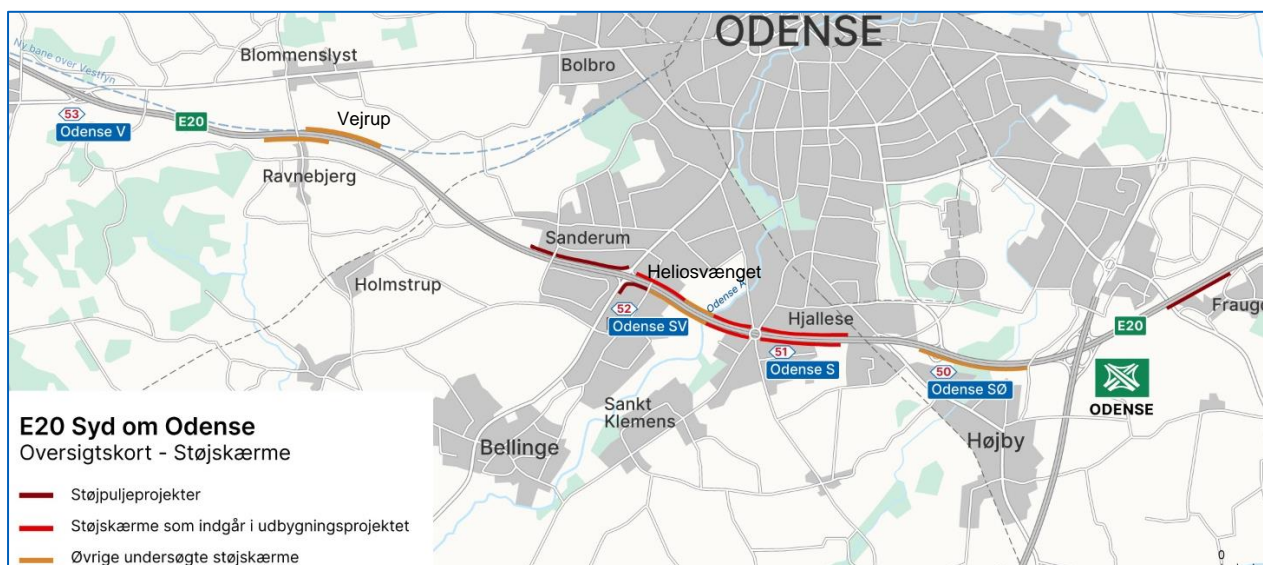 ODENSE
Ny bane over Vestfyn
Blommenslyst
Bolbro
53
Odense V
E20
Vejrup
Ravnebjerg
Sanderum
Heliosvænget
Holmstrup
Odense Å
52
Odense SV
Hjallese
51
Odense S
E20
Frauge
50
Odense SØ
ODENSE
Sankt
Klemens
Bellinge
Højby
E20 Syd om Odense
Oversigtskort - Støjskærme
Støjpuljeprojekter
Støjskærme som indgår i udbygningsprojektet
Øvrige undersøgte støjskærme
0